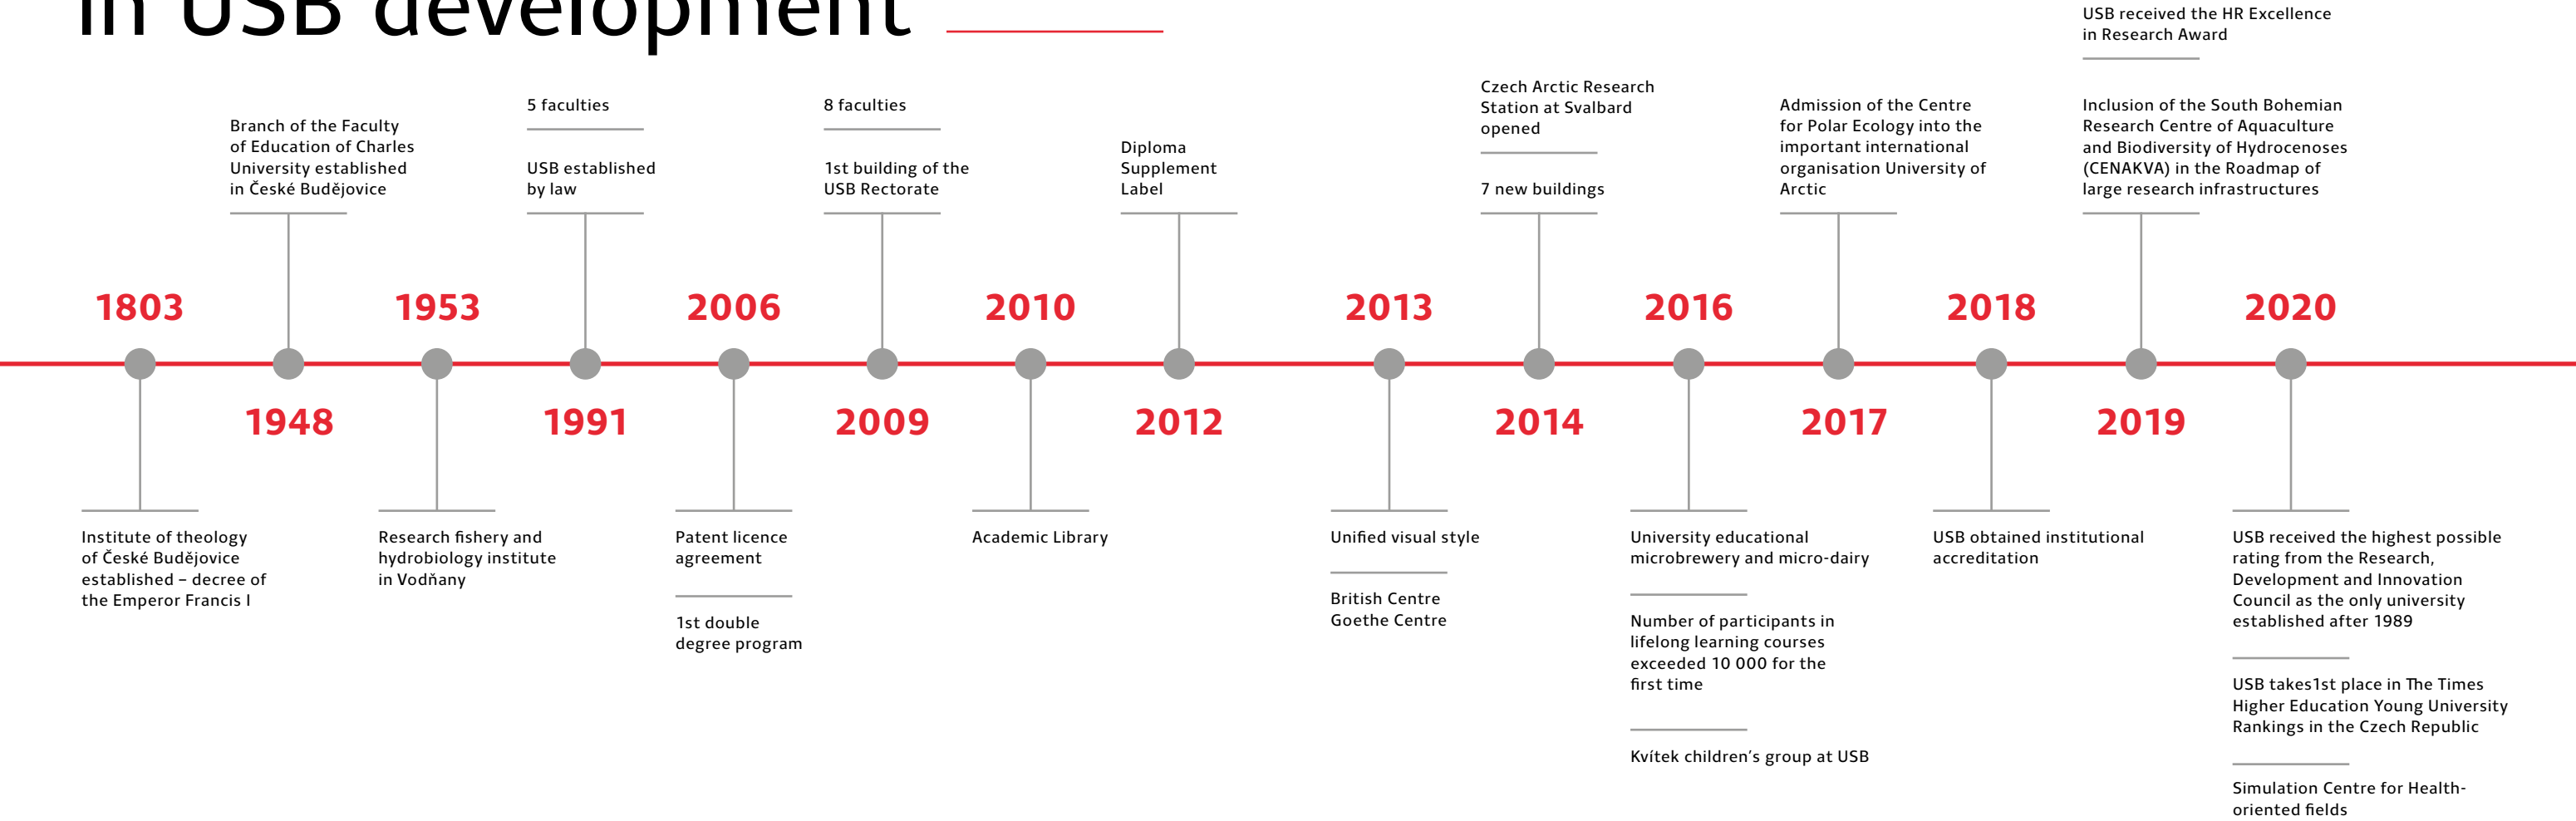 in USB development
USB received the HR Excellence
in Research Award
Branch of the Faculty
of Education of Charles
University established
in České Budějovice
5 faculties
USB established
by law
8 faculties
1st building of the
USB Rectorate
Diploma
Supplement
Label
Czech Arctic Research
Station at Svalbard
opened
7 new buildings
Admission of the Centre
for Polar Ecology into the
important international
organisation University of
Arctic
Inclusion of the South Bohemian
Research Centre of Aquaculture
and Biodiversity of Hydrocenoses
(CENAKVA) in the Roadmap of
large research infrastructures
1803
1953
2006
2010
2013
2016
2018
2020
1948
1991
2009
2012
2014
2017
2019
Institute of theology
of České Budějovice
established – decree of
the Emperor Francis I
Research fishery and
hydrobiology institute
in Vodňany
Patent licence
agreement
1st double
degree program
Academic Library
Unified visual style
British Centre
Goethe Centre
University educational
microbrewery and micro-dairy
Number of participants in
lifelong learning courses
exceeded 10 000 for the
first time
Kvítek children's group at USB
USB obtained institutional
accreditation
USB received the highest possible
rating from the Research,
Development and Innovation
Council as the only university
established after 1989
USB takes1st place in The Times
Higher Education Young University
Rankings in the Czech Republic
Simulation Centre for Health-
oriented fields